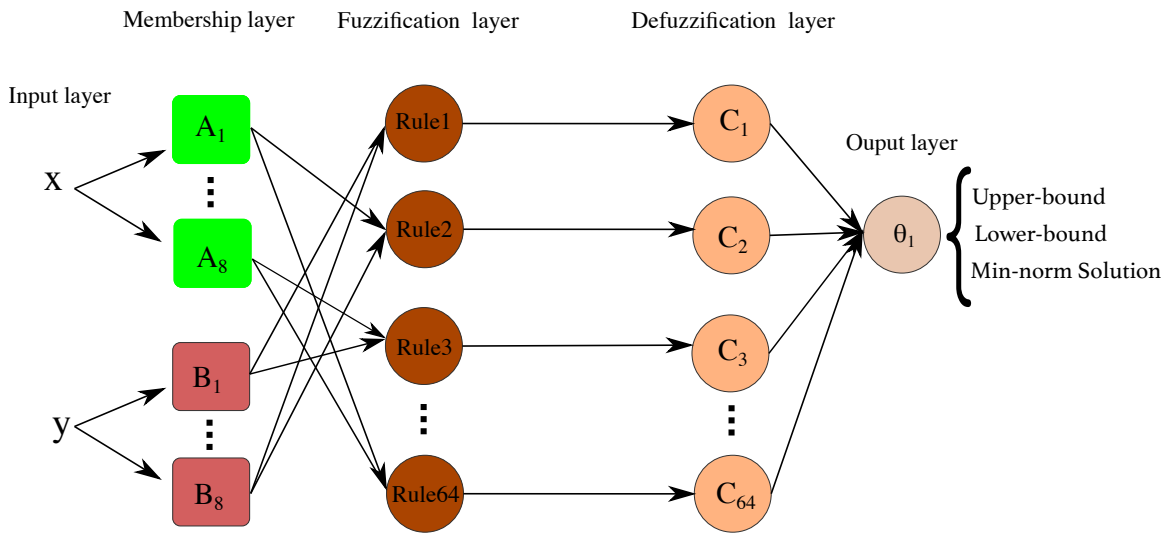 Membership layer
Fuzzification layer
Defuzzification layer
Input layer
Ouput layer
x
y
A1
A8
B1
B8
Rule1
Rule2
Rule3
Rule64
C1
C2
C3
C64
θ1
Upper-bound
Lower-bound
Min-norm Solution